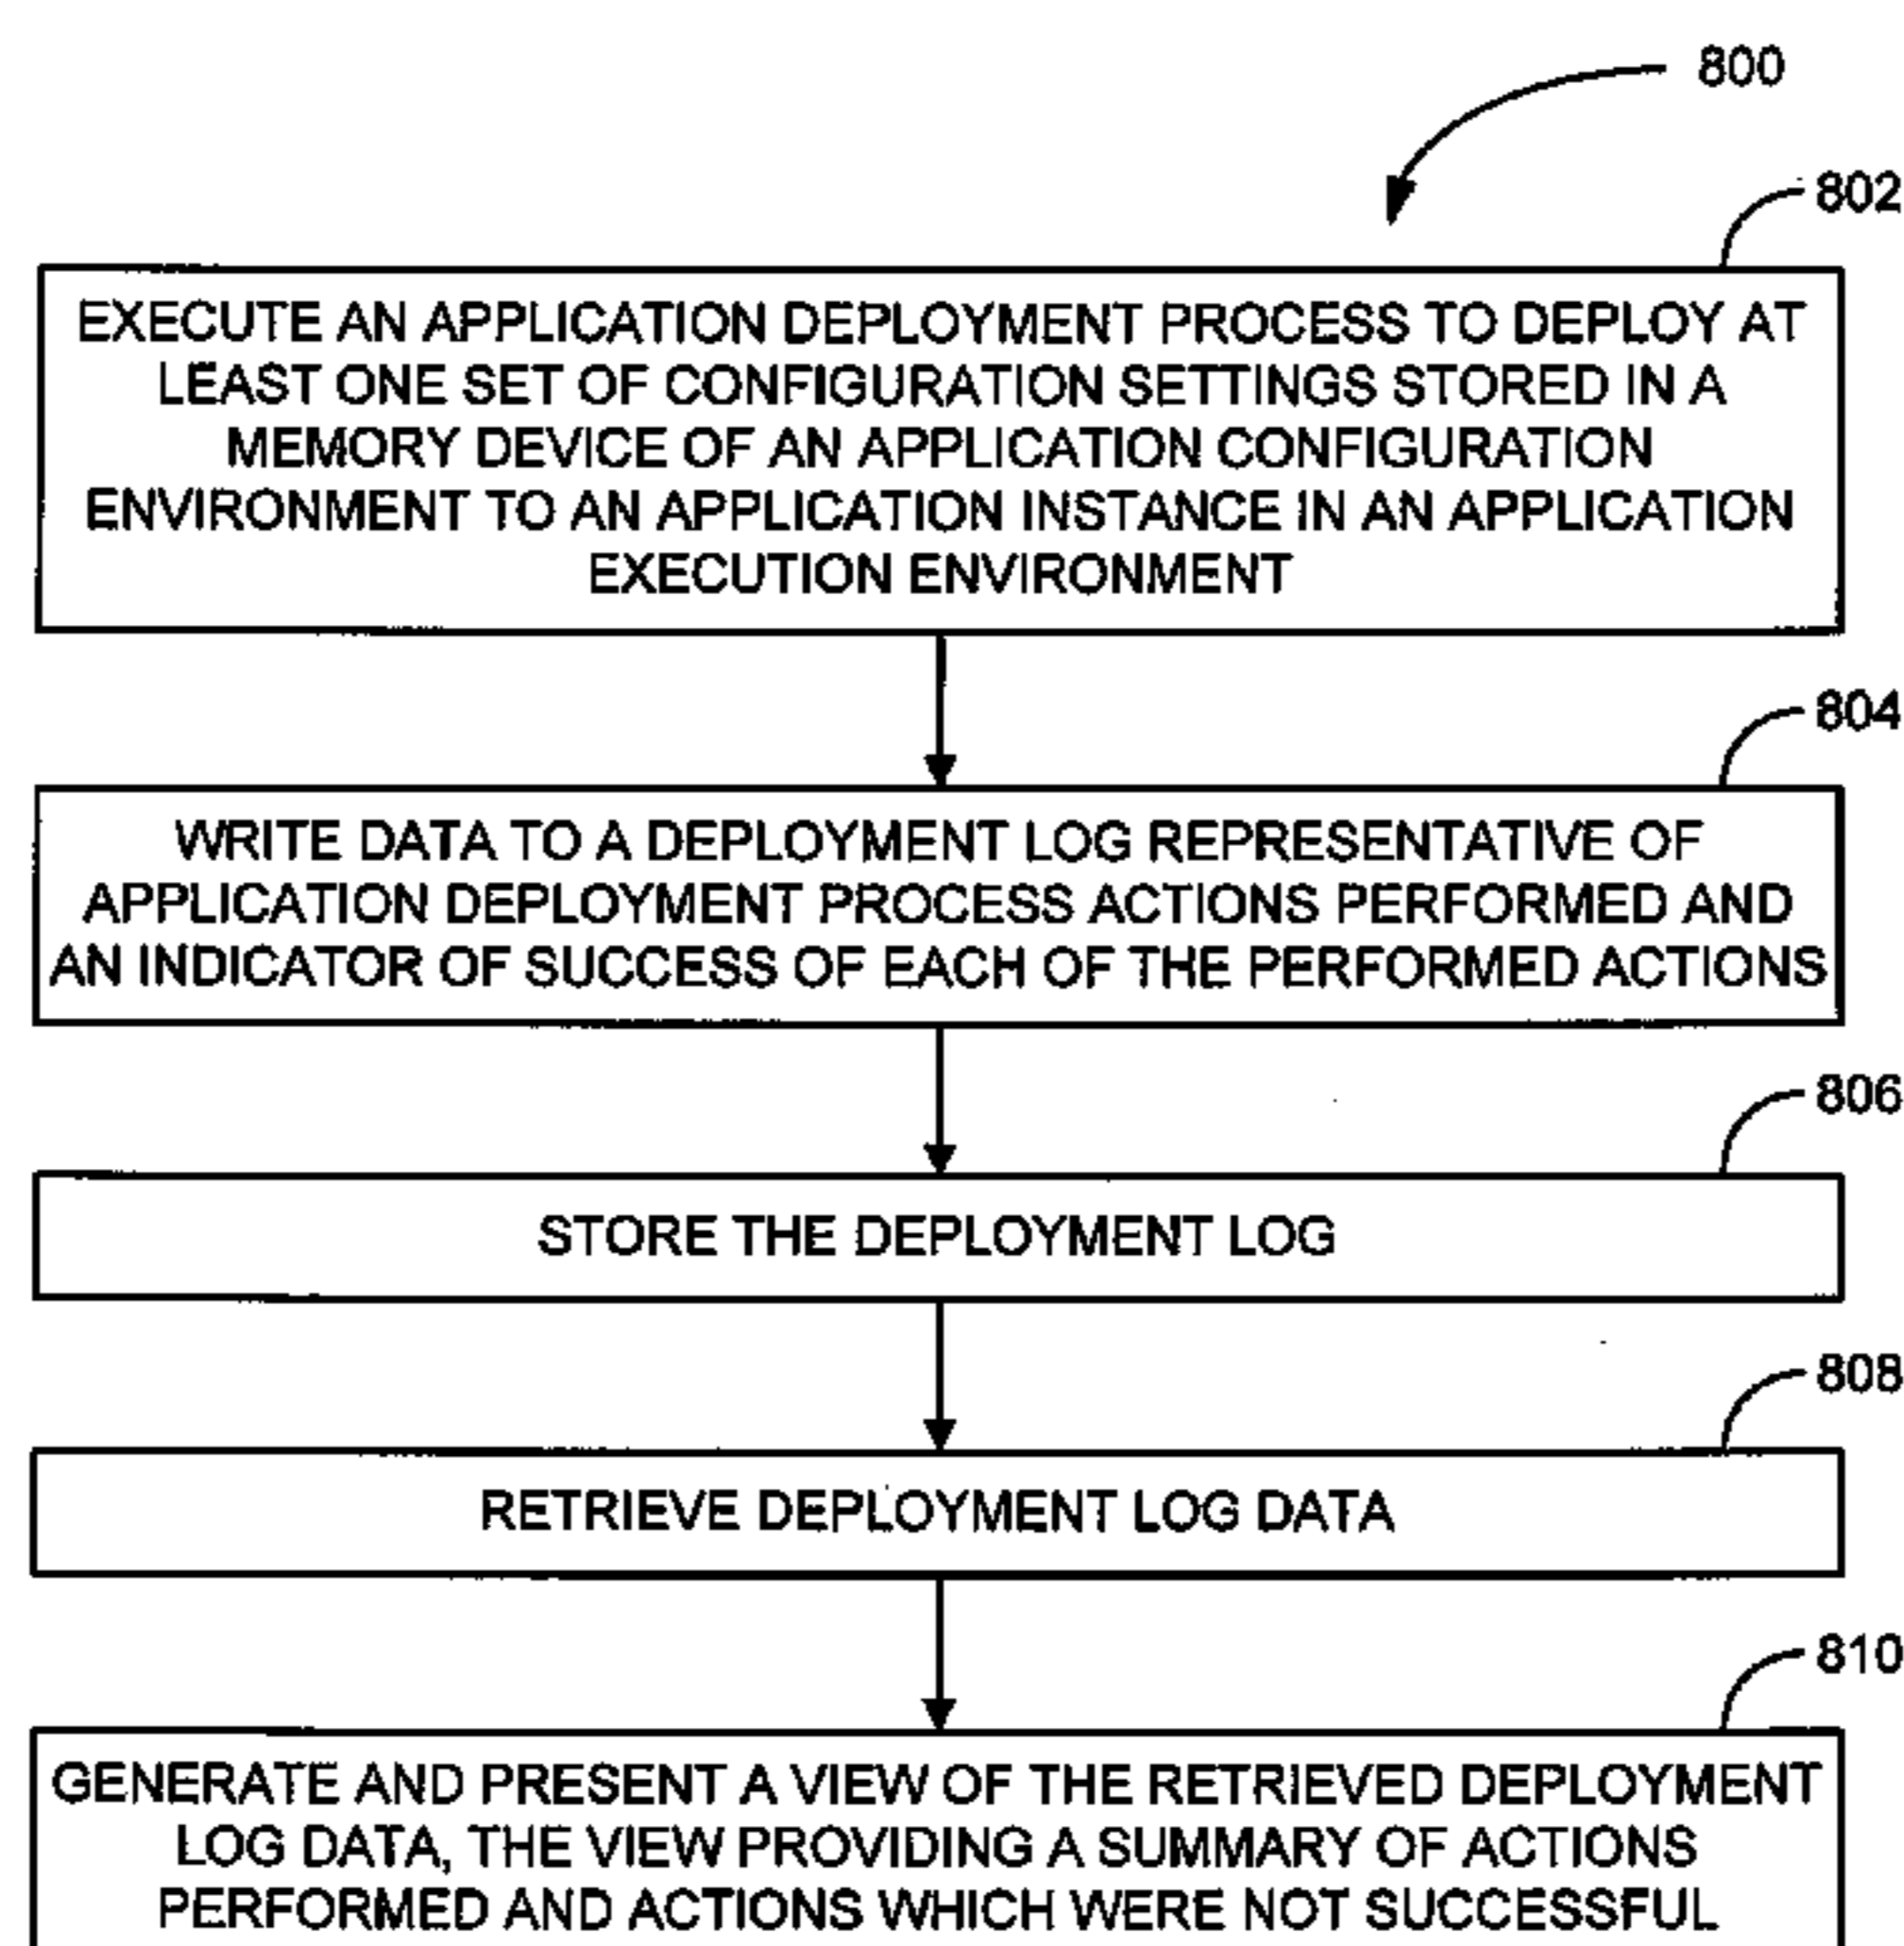 800
802
EXECUTE AN APPLICATION DEPLOYMENT PROCESS TO DEPLOY AT
LEAST ONE SET OF CONFIGURATION SETTINGS STORED IN A
MEMORY DEVICE OF AN APPLICATION CONFIGURATION
ENVIRONMENT TO AN APPLICATION INSTANCE IN AN APPLICATION
EXECUTION ENVIRONMENT
804
WRITE DATA TO A DEPLOYMENT LOG REPRESENTATIVE OF
APPLICATION DEPLOYMENT PROCESS ACTIONS PERFORMED AND
AN INDICATOR OF SUCCESS OF EACH OF THE PERFORMED ACTIONS
806
STORE THE DEPLOYMENT LOG
808
RETRIEVE DEPLOYMENT LOG DATA
810
GENERATE AND PRESENT A VIEW OF THE RETRIEVED DEPLOYMENT
LOG DATA, THE VIEW PROVIDING A SUMMARY OF ACTIONS
PERFORMED AND ACTIONS WHICH WERE NOT SUCCESSFUL